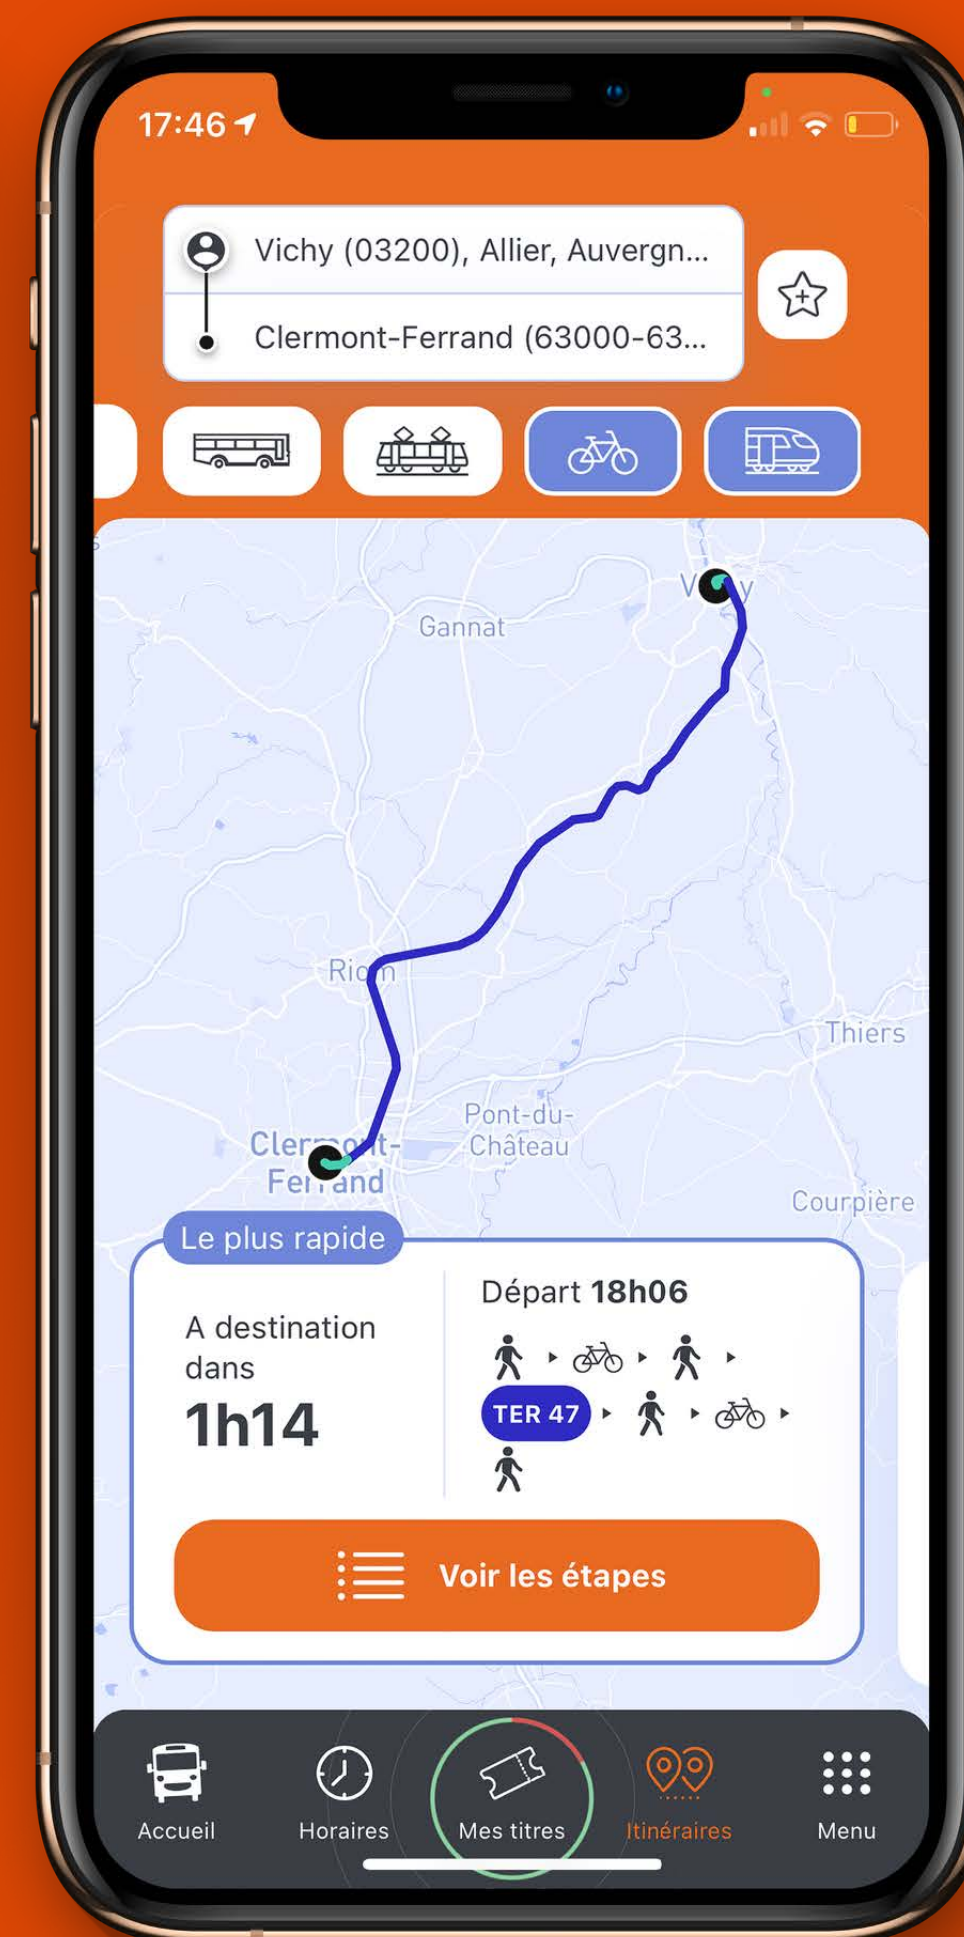 17:46
Vichy (03200), Allier, Auvergn...
Clermont-Ferrand (63000-63...
Gannat
Riom
Thiers
Pont-du-
Château
Clermont-
Ferrand
Courpière
Le plus rapide
A destination
dans
1h14
Départ 18h06
TER 47
Voir les étapes
Accueil
Horaires
Mes titres
Itinéraires
Menu